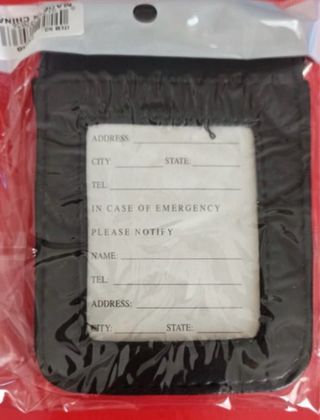 ADDRESS:
CITY: STATE:
TEL:
IN CASE OF EMERGENCY
PLEASE NOTIFY
NAME:
TEL:
ADDRESS:
CITY: STATE: